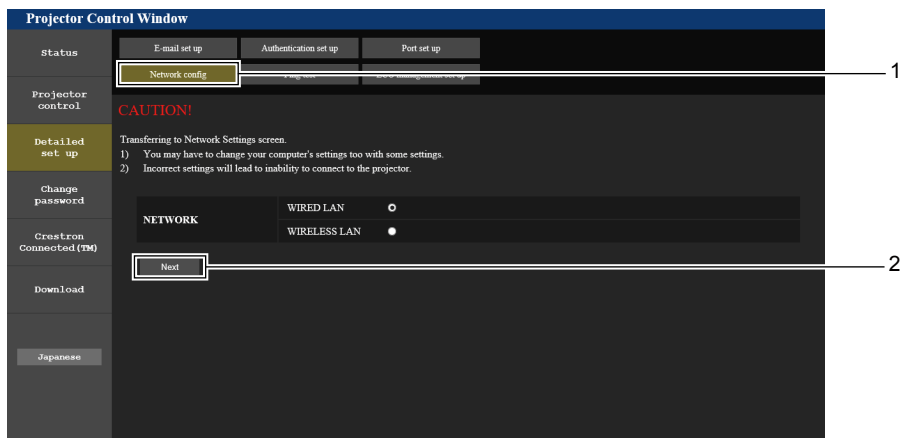 Projector Control Window
Status
Projector
control
Detailed
set up
Change
password
Crestron
Connected(TM)
Download
Japanese
E-mail set up
Authentication set up
Port set up
Network config
CAUTION!
Transferring to Network Settings screen.
1) You may have to change your computer's settings too with some settings.
2) Incorrect settings will lead to inability to connect to the projector.
NETWORK
WIRED LAN
WIRELESS LAN
Next
1
2